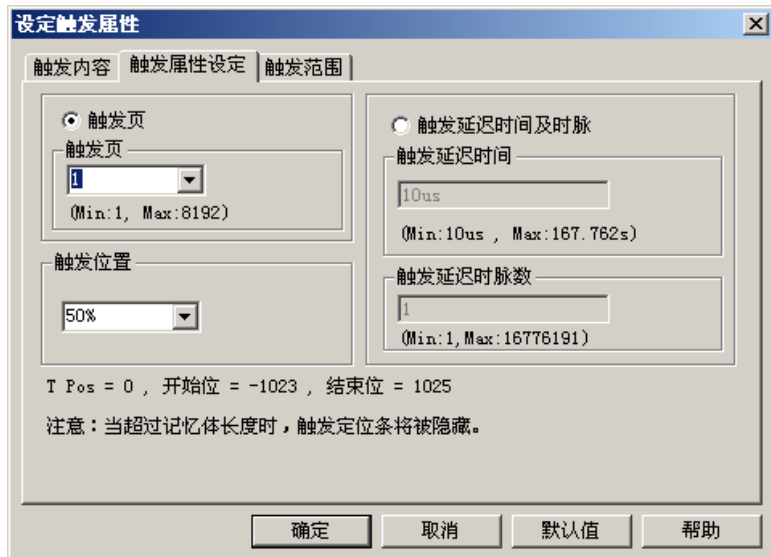 设定触发属性
触发内容 触发属性设定 触发范围
触发页
触发页
1
(Min:1, Max:8192)
触发位置
50%
触发延迟时间及时脉
触发延迟时间
10us
(Min:10us , Max:167.762s)
触发延迟时脉数
1
(Min:1,Max:16776191)
T Pos = 0 , 开始位 = -1023 , 结束位 = 1025
注意：当超过记忆体长度时，触发定位条将被隐藏。
确定 取消 默认值 帮助